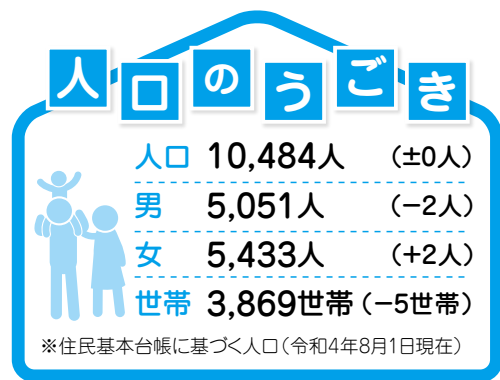 人口のうごき
人口 10,484人 (±0人)
男 5,051人 (−2人)
女 5,433人 (+2人)
世帯 3,869世帯 (−5世帯)
※住民基本台帳に基づく人口(令和4年8月1日現在)